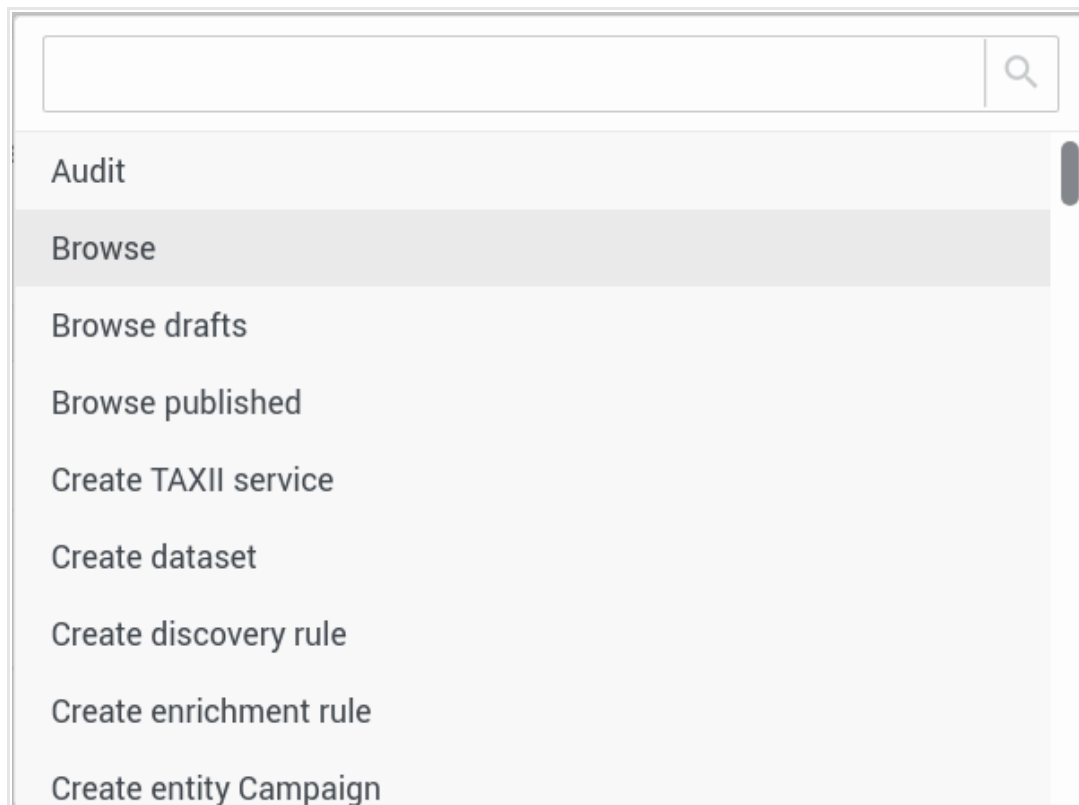 Audit
Browse
Browse drafts
Browse published
Create TAXII service
Create dataset
Create discovery rule
Create enrichment rule
Create entity Campaign